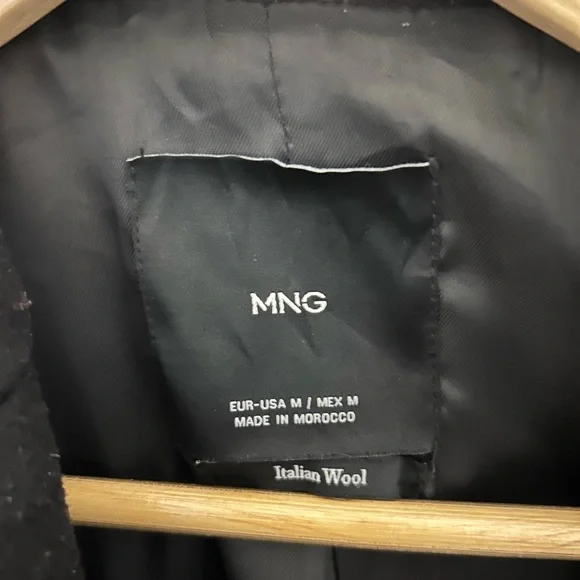 MNG
EUR-USA M / MEX M
MADE IN MOROCCO
Italian Wool